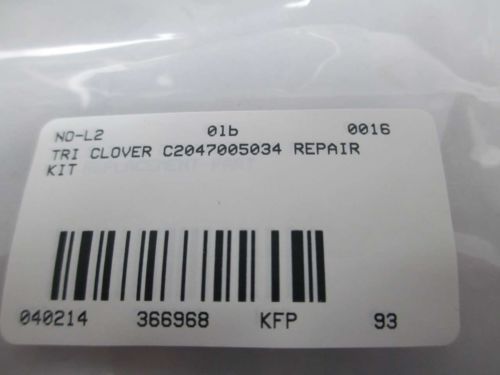 NO-L2 01b 0016
TRI CLOVER C2047005034 REPAIR
KIT
040214 366968 KFP 93